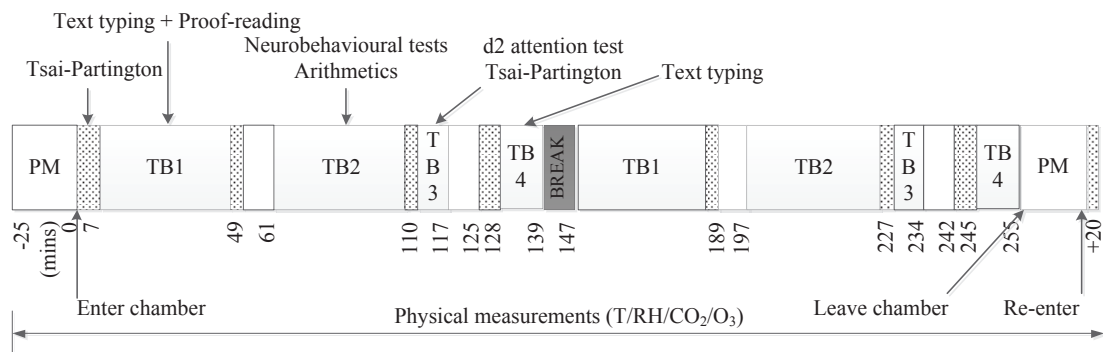 Text typing + Proof-reading
Tsai-Partington
Neurobehavioural tests
Arithmetics
d2 attention test
Tsai-Partington
Text typing
PM
TB1
TB2
T
B
3
TB
4
BREAK
TB1
TB2
T
B
3
TB
4
PM
-25
(mins)
0
7
49
61
110
117
125
128
139
147
189
197
227
234
242
245
255
+20
Enter chamber
Leave chamber
Re-enter
Physical measurements (T/RH/CO₂/O₃)